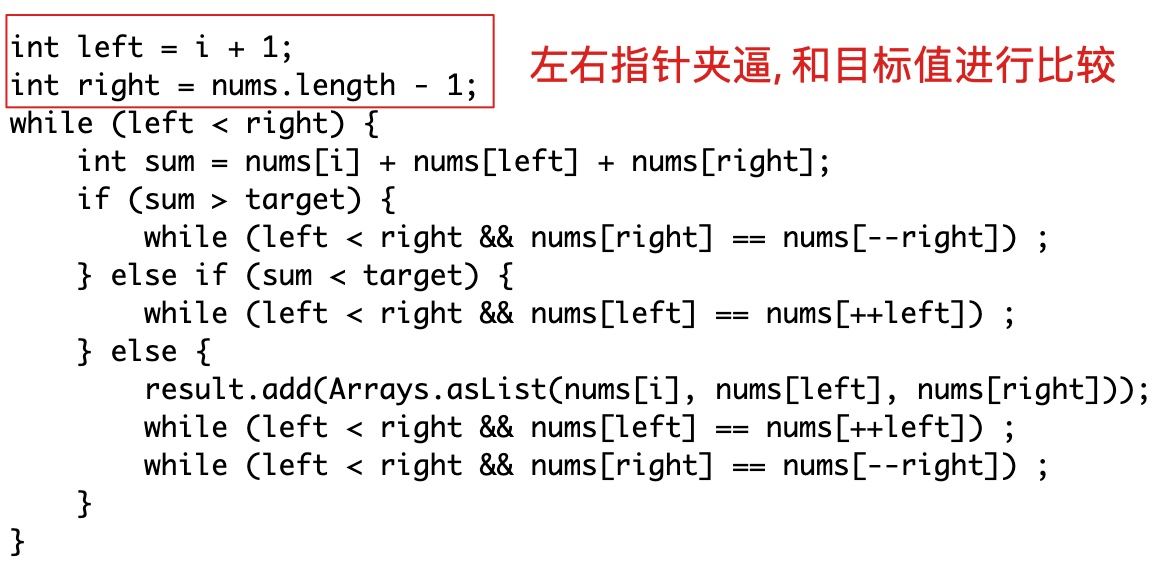 int left = i + 1;
int right = nums.length - 1;
左右指针夹逼, 和目标值进行比较
while (left < right) {
    int sum = nums[i] + nums[left] + nums[right];
    if (sum > target) {
        while (left < right && nums[right] == nums[--right]) ;
    } else if (sum < target) {
        while (left < right && nums[left] == nums[++left]) ;
    } else {
        result.add(Arrays.asList(nums[i], nums[left], nums[right]));
        while (left < right && nums[left] == nums[++left]) ;
        while (left < right && nums[right] == nums[--right]) ;
    }
}